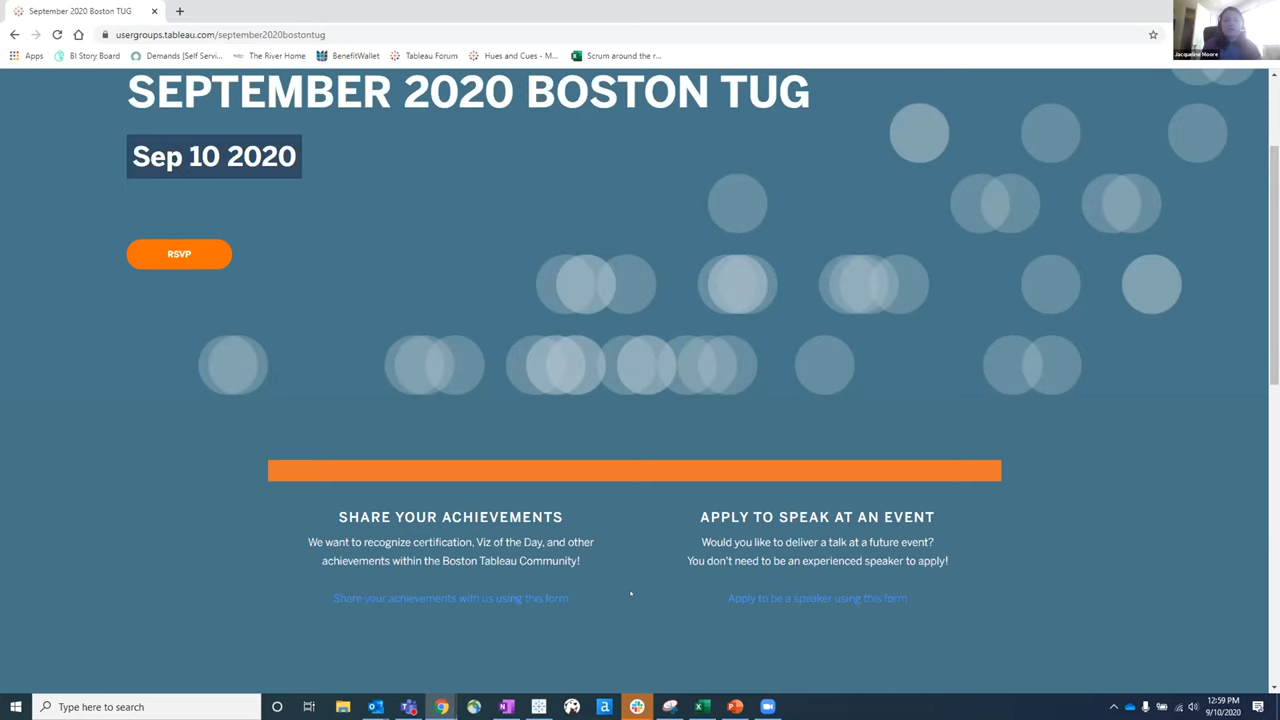 September 2020 Boston TUG
usergroups.tableau.com/september2020bostontug
Apps
BI Story Board
Demands [Self Servi...
The River Home
BenefitWallet
Tableau Forum
Hues and Cues - M...
Scrum around the r...
Jacqueline Moore
SEPTEMBER 2020 BOSTON TUG
Sep 10 2020
RSVP
SHARE YOUR ACHIEVEMENTS
We want to recognize certification, Viz of the Day, and other
achievements within the Boston Tableau Community!
Share your achievements with us using this form
APPLY TO SPEAK AT AN EVENT
Would you like to deliver a talk at a future event?
You don't need to be an experienced speaker to apply!
Apply to be a speaker using this form
Type here to search
12:59 PM
9/10/2020